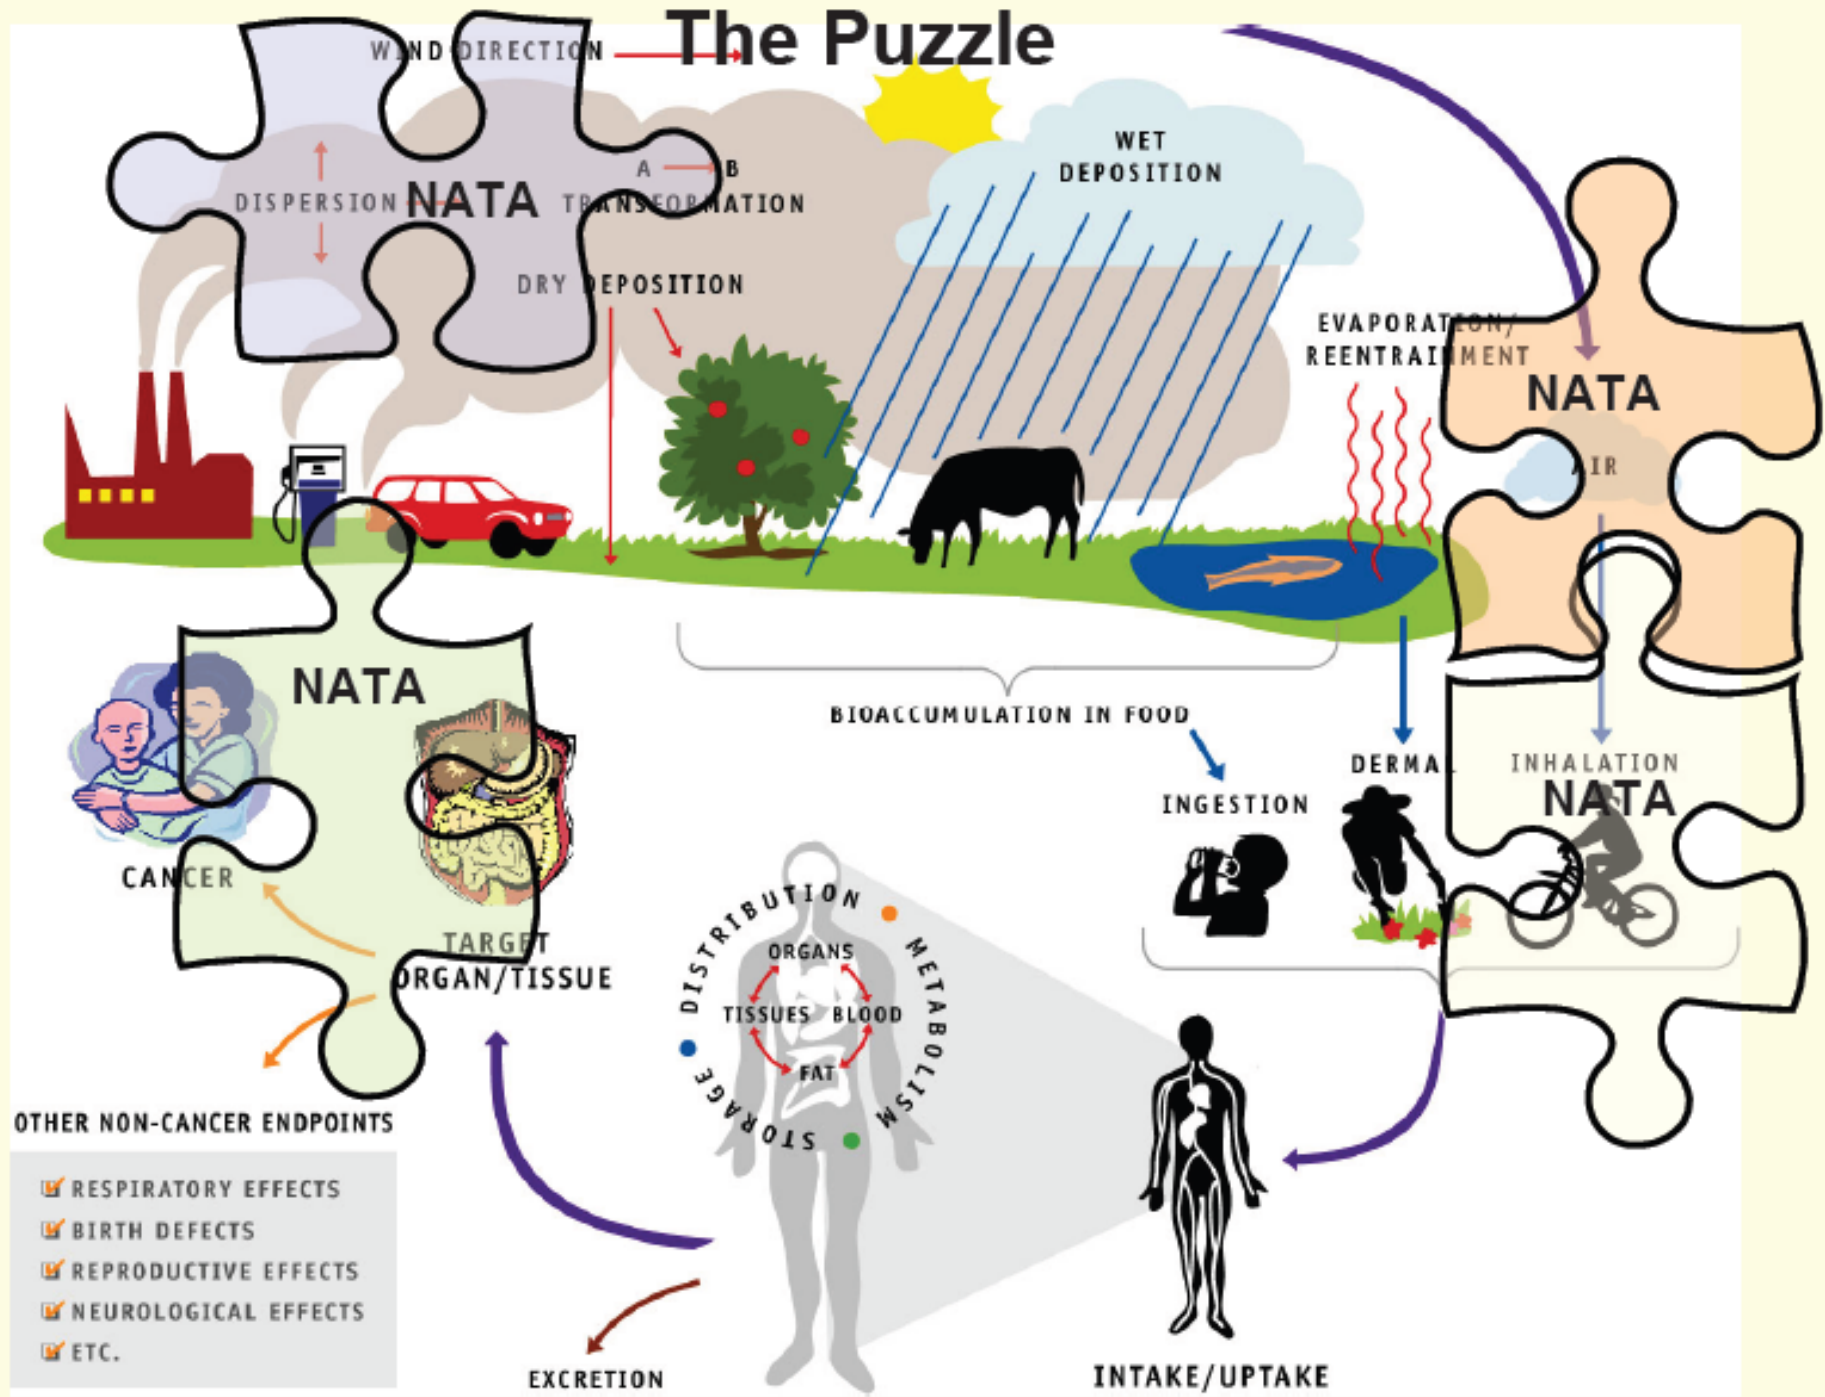 The Puzzle
WIND DIRECTION
WET
DEPOSITION
A B
DISPERSION
NATA
TRANSFORMATION
DRY DEPOSITION
EVAPORATION/
REENTRAINMENT
NATA
AIR
NATA
BIOACCUMULATION IN FOOD
DERMAL
INHALATION
NATA
INGESTION
CANCER
TARGET
ORGAN/TISSUE
DISTRIBUTION
METABOLISM
STORAGE
ORGANS
TISSUES BLOOD
FAT
OTHER NON-CANCER ENDPOINTS
RESPIRATORY EFFECTS
BIRTH DEFECTS
REPRODUCTIVE EFFECTS
NEUROLOGICAL EFFECTS
ETC.
EXCRETION
INTAKE/UPTAKE